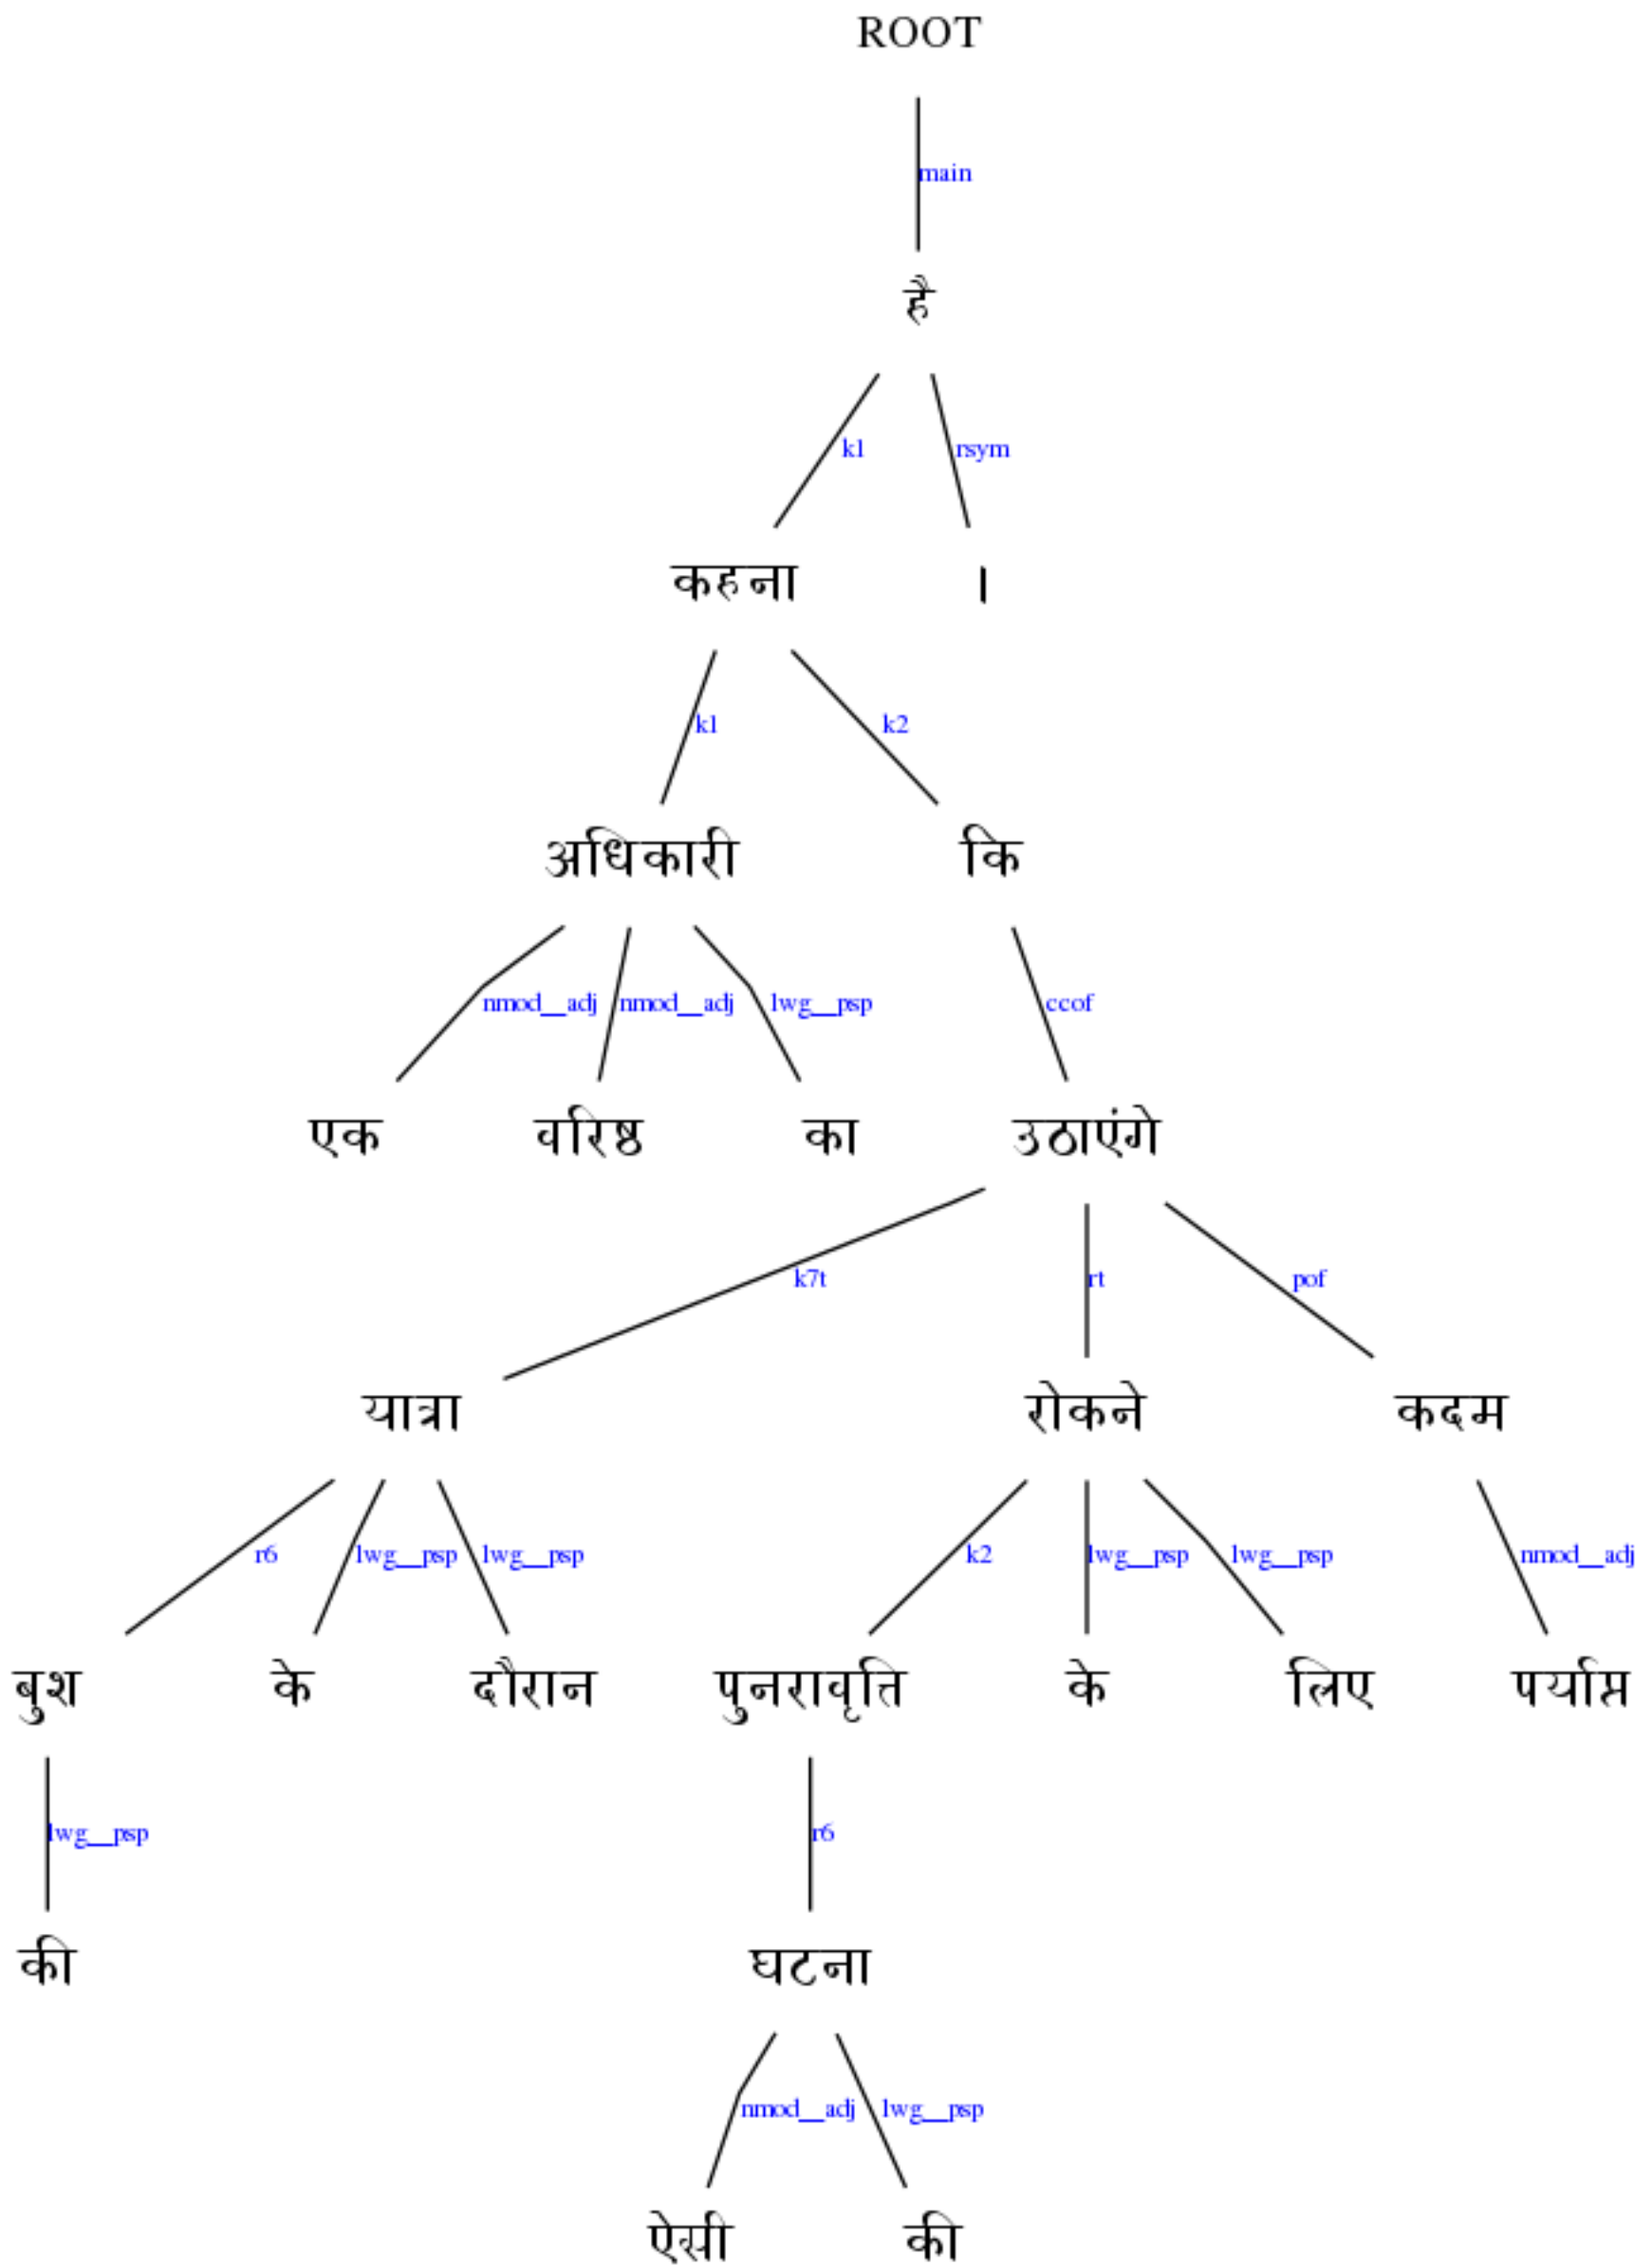 ROOT
main
है
k1 rsym
कहना ।
k1 k2
अधिकारी कि
nmod__adj nmod__adj lwg__psp ccof
एक वरिष्ठ का उठाएंगे
k7t rt pof
यात्रा रोकने कदम
r6 lwg__psp lwg__psp k2 lwg__psp lwg__psp nmod__adj
बुश के दौरान पुनरावृत्ति के लिए पर्याप्त
lwg__psp r6
की घटना
nmod__adj lwg__psp
ऐसी की